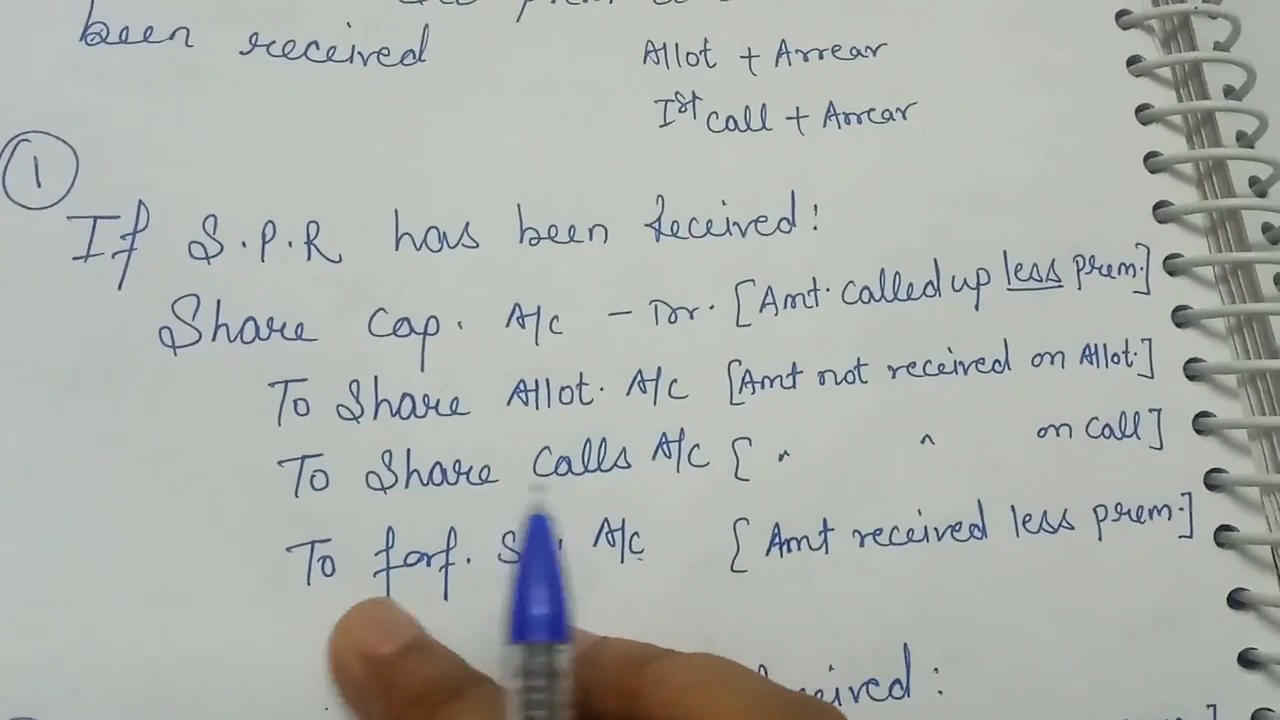 been received
Allot + Arrear
Ist call + Arrear
1
If S.P.R has been received!
Share Cap. A/c - Dr. [Amt. called up less prem.]
To Share Allot. A/c [Amt not received on Allot.]
To Share Calls A/c [ " " on call]
To forf. A/c [Amt received less prem.]